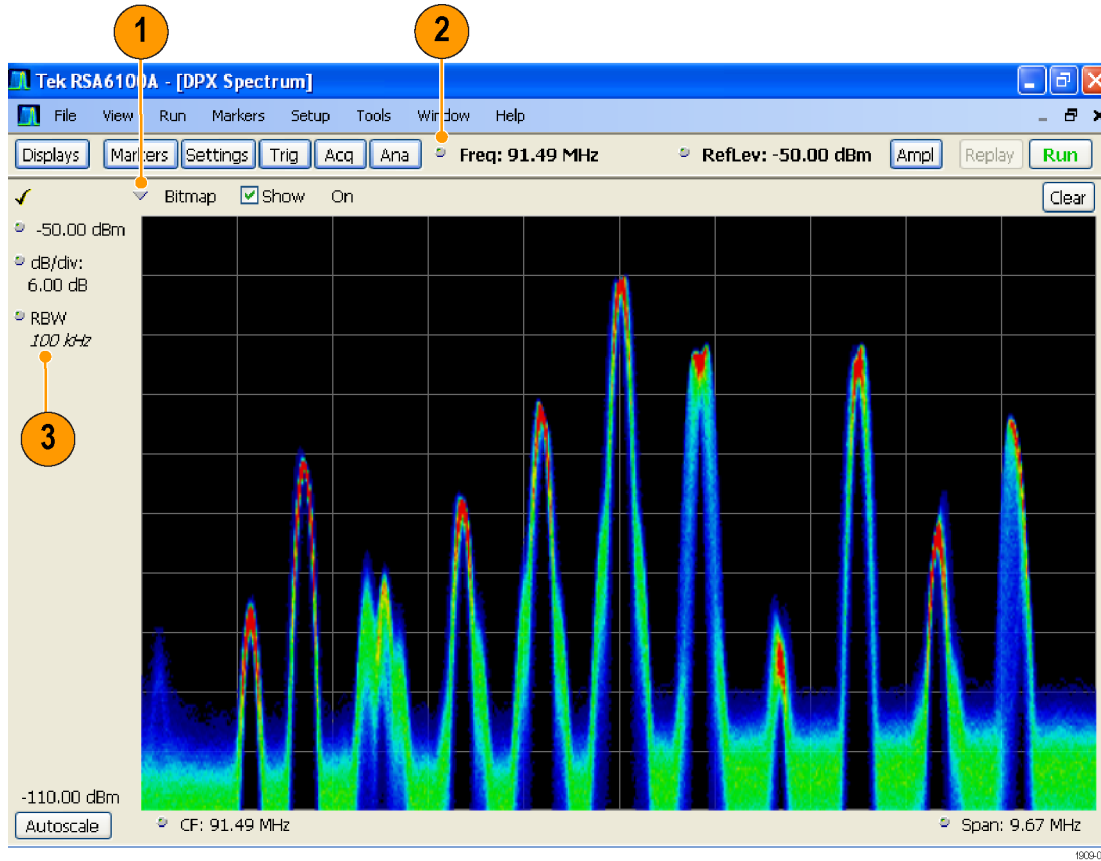 1
2
Tek RSA6100A - [DPX Spectrum]
File View Run Markers Setup Tools Window Help
Displays Markers Settings Trig Acq Ana Freq: 91.49 MHz RefLev: -50.00 dBm Ampl Replay Run
Bitmap Show On Clear
-50.00 dBm
dB/div:
6.00 dB
RBW
100 kHz
3
-110.00 dBm
Autoscale CF: 91.49 MHz Span: 9.67 MHz